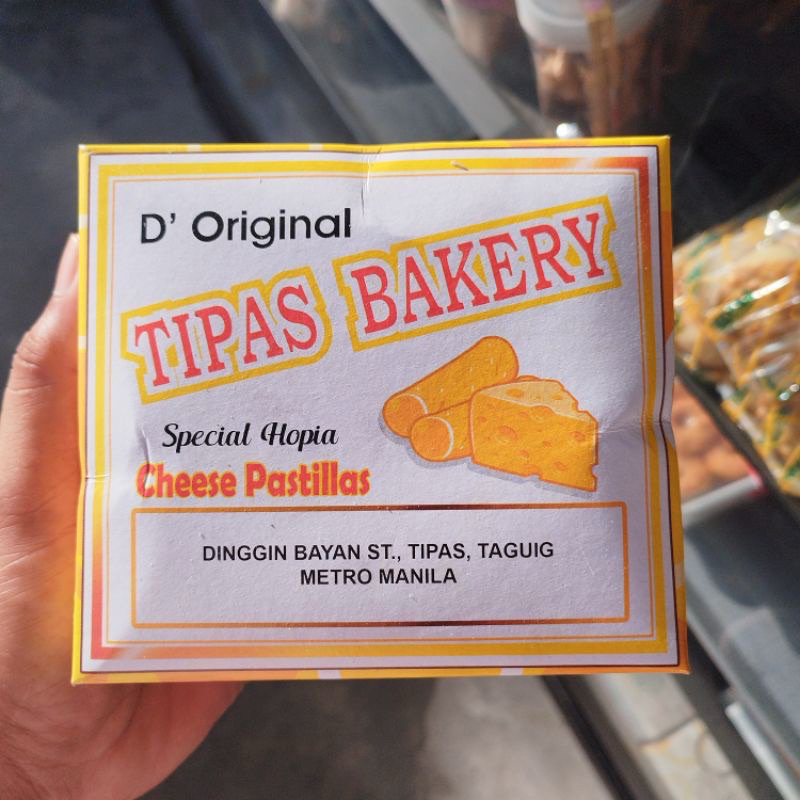 D' Original
TIPAS BAKERY
Special Hopia
Cheese Pastillas
DINGGIN BAYAN ST., TIPAS, TAGUIG
METRO MANILA